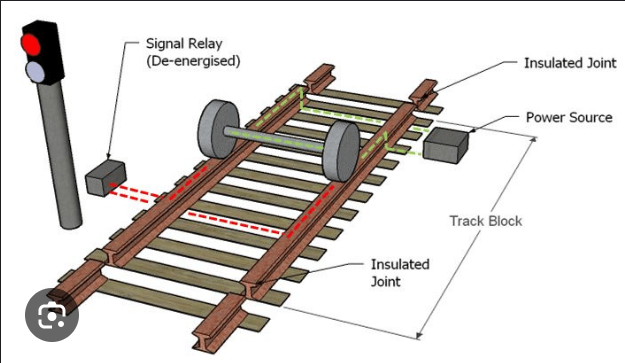 Signal Relay
(De-energised)
Insulated Joint
Power Source
Track Block
Insulated
Joint